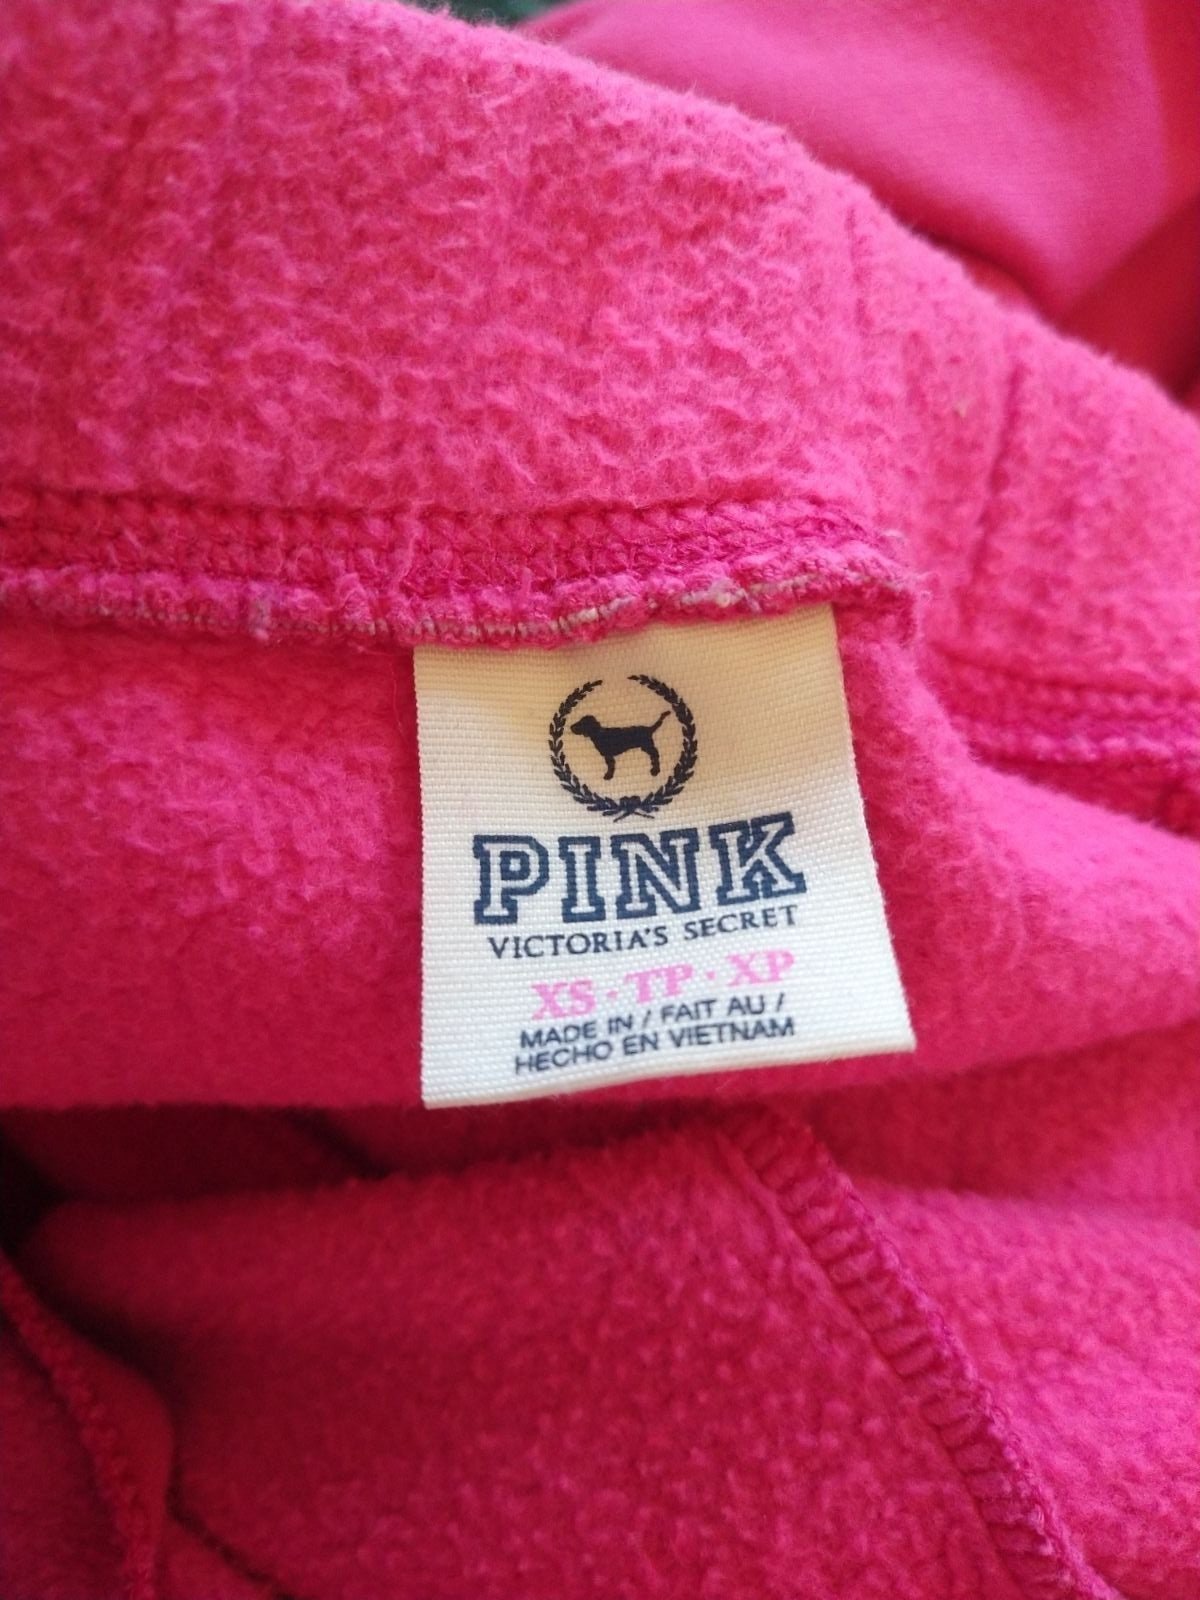 PINK
VICTORIA'S SECRET
XS · TP · XP
MADE IN / FAIT AU /
HECHO EN VIETNAM